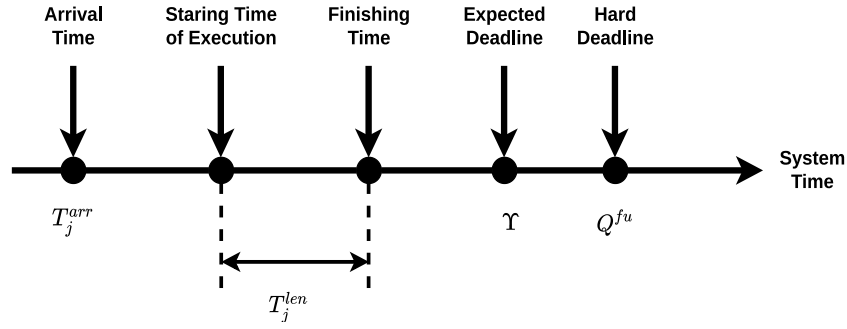 Arrival
Time
Staring Time
of Execution
Finishing
Time
Expected
Deadline
Hard
Deadline
System
Time
T_j^{arr}
ϒ
Q^{fu}
T_j^{len}